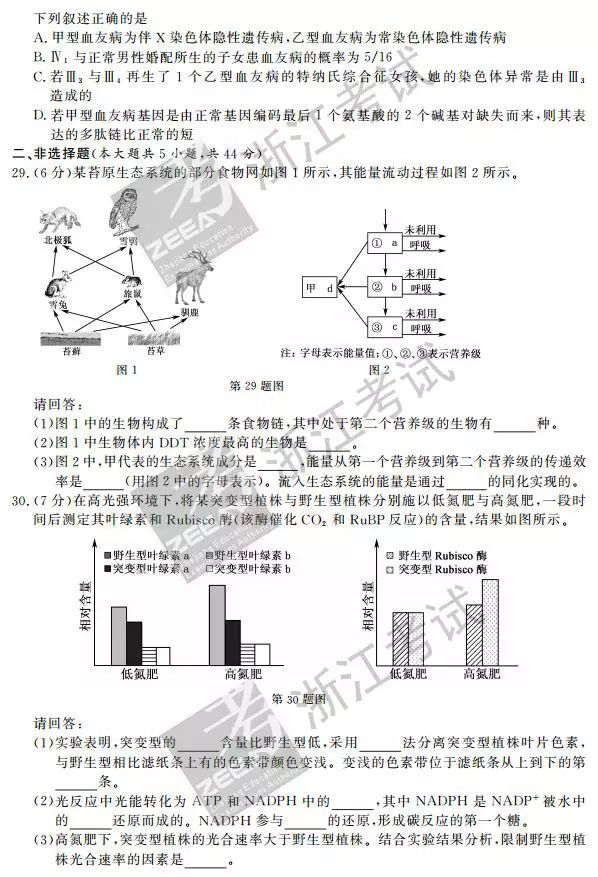 下列叙述正确的是
A.甲型血友病为伴X染色体隐性遗传病,乙型血友病为常染色体隐性遗传病
B.Ⅳ₁与正常男性婚配所生的子女患血友病的概率为5/16
C.若Ⅲ₃与Ⅲ₄再生了1个乙型血友病的特纳氏综合征女孩,她的染色体异常是由Ⅲ₃
造成的
D.若甲型血友病基因是由正常基因编码最后1个氨基酸的2个碱基对缺失而来,则其表
达的多肽链比正常的短
二、非选择题(本大题共5小题,共44分)
29.(6分)某苔原生态系统的部分食物网如图1所示,其能量流动过程如图2所示。
北极狐
雪鸮
雪兔
旅鼠
驯鹿
苔藓
苔草
图1
未利用
① a
呼吸
未利用
甲 d
② b
呼吸
未利用
③ c
呼吸
注:字母表示能量值;①、②、③表示营养级
图2
第29题图
请回答:
(1)图1中的生物构成了______条食物链,其中处于第二个营养级的生物有______种。
(2)图1中生物体内DDT浓度最高的生物是______。
(3)图2中,甲代表的生态系统成分是______,能量从第一个营养级到第二个营养级的传递效
率是______(用图2中的字母表示)。流入生态系统的能量是通过______的同化实现的。
30.(7分)在高光强环境下,将某突变型植株与野生型植株分别施以低氮肥与高氮肥,一段时
间后测定其叶绿素和Rubisco酶(该酶催化CO₂和RuBP反应)的含量,结果如图所示。
野生型叶绿素a 野生型叶绿素b
突变型叶绿素a 突变型叶绿素b
相对含量
低氮肥 高氮肥
野生型Rubisco酶
突变型Rubisco酶
相对含量
低氮肥 高氮肥
第30题图
请回答:
(1)实验表明,突变型的______含量比野生型低,采用______法分离突变型植株叶片色素,
与野生型相比滤纸条上有的色素带颜色变浅。变浅的色素带位于滤纸条从上到下的第
______条。
(2)光反应中光能转化为ATP和NADPH中的______,其中NADPH是NADP⁺被水中
的______还原而成的。NADPH参与______的还原,形成碳反应的第一个糖。
(3)高氮肥下,突变型植株的光合速率大于野生型植株。结合实验结果分析,限制野生型植
株光合速率的因素是______。
浙江考试
ZEEA
Zhejiang Education
Examinations Authority
浙江考试
浙江考试
浙江考试
ZEEA